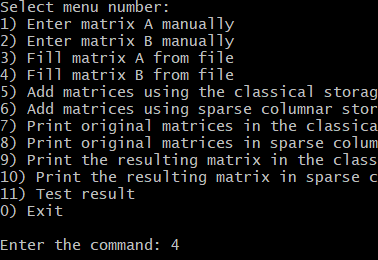 Select menu number:
1) Enter matrix A manually
2) Enter matrix B manually
3) Fill matrix A from file
4) Fill matrix B from file
5) Add matrices using the classical storag
6) Add matrices using sparse columnar stor
7) Print original matrices in the classica
8) Print original matrices in sparse colum
9) Print the resulting matrix in the class
10) Print the resulting matrix in sparse c
11) Test result
0) Exit
Enter the command: 4